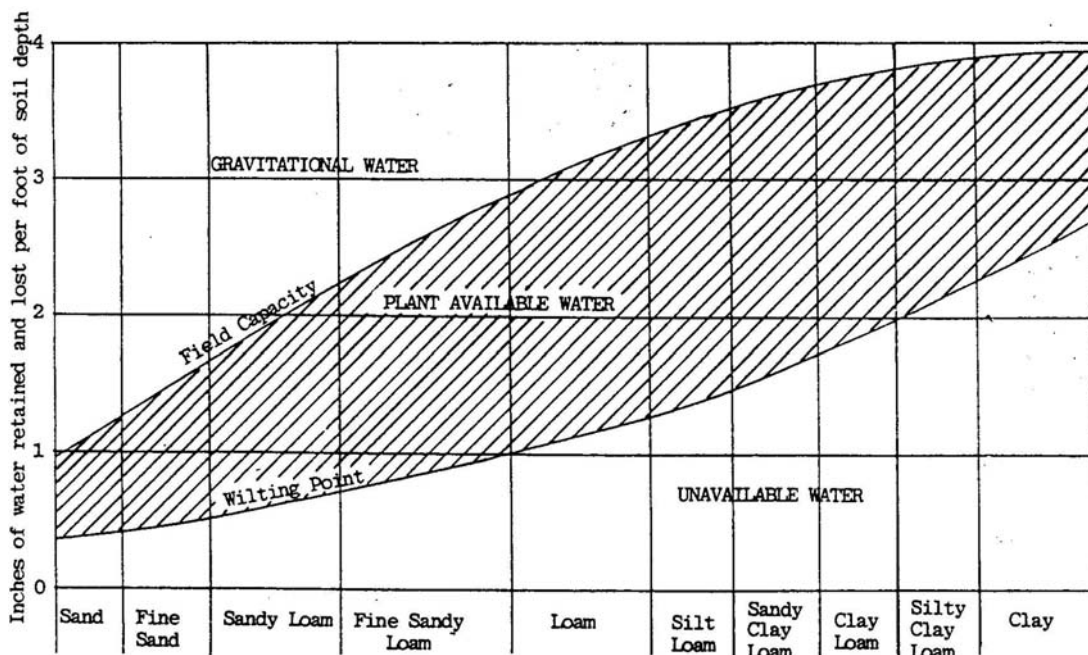 Inches of water retained and lost per foot of soil depth
4
3
2
1
0
GRAVITATIONAL WATER
Field Capacity
PLANT AVAILABLE WATER
Wilting Point
UNAVAILABLE WATER
Sand
Fine
Sand
Sandy Loam
Fine Sandy
Loam
Loam
Silt
Loam
Sandy
Clay
Loam
Clay
Loam
Silty
Clay
Loam
Clay